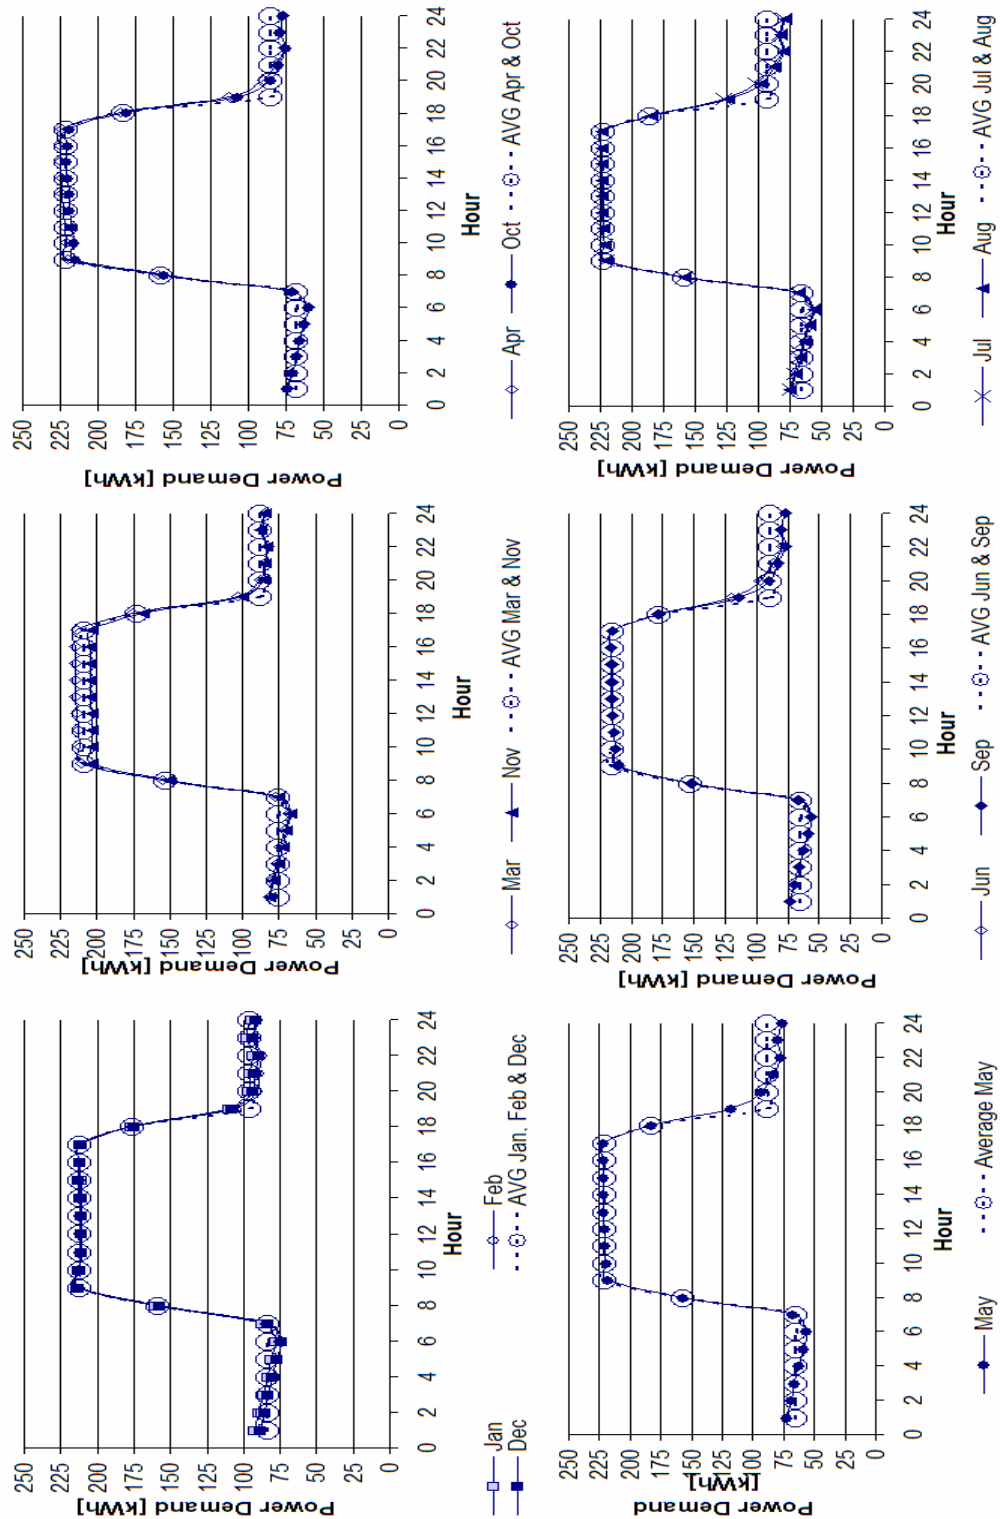 Power Demand [kWh]
250
225
200
175
150
125
100
75
50
25
0
0 2 4 6 8 10 12 14 16 18 20 22 24
Hour
Jan
Feb
Dec
AVG Jan. Feb & Dec
Power Demand [kWh]
250
225
200
175
150
125
100
75
50
25
0
0 2 4 6 8 10 12 14 16 18 20 22 24
Hour
Mar
Nov
AVG Mar & Nov
Power Demand [kWh]
250
225
200
175
150
125
100
75
50
25
0
0 2 4 6 8 10 12 14 16 18 20 22 24
Hour
Apr
Oct
AVG Apr & Oct
Power Demand
[kWh]
250
225
200
175
150
125
100
75
50
25
0
0 2 4 6 8 10 12 14 16 18 20 22 24
Hour
May
Average May
Power Demand [kWh]
250
225
200
175
150
125
100
75
50
25
0
0 2 4 6 8 10 12 14 16 18 20 22 24
Hour
Jun
Sep
AVG Jun & Sep
Power Demand [kWh]
250
225
200
175
150
125
100
75
50
25
0
0 2 4 6 8 10 12 14 16 18 20 22 24
Hour
Jul
Aug
AVG Jul & Aug